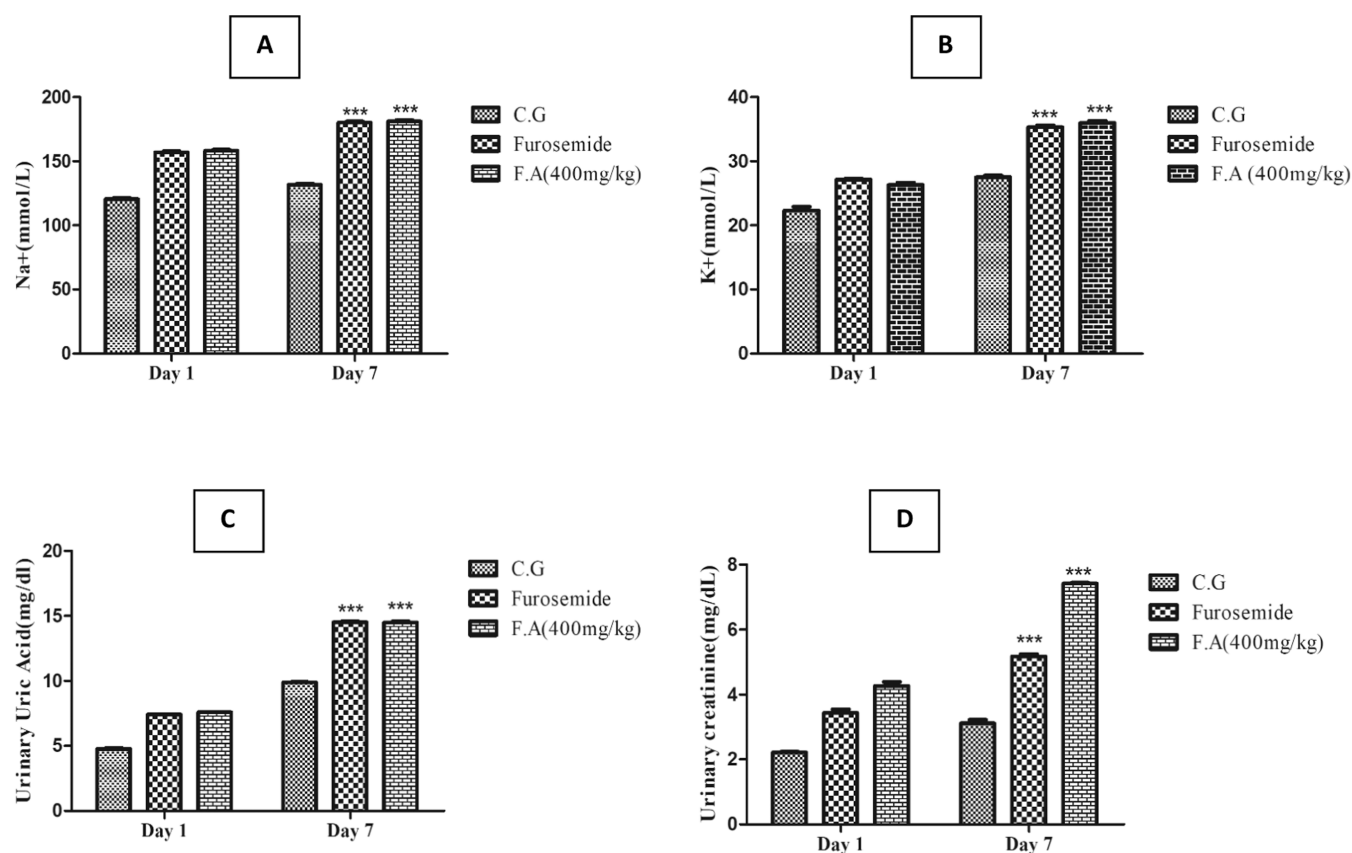 A
Na+(mmol/L)
200
150
100
50
0
*** ***
Day 1 Day 7
C.G
Furosemide
F.A(400mg/kg)
B
K+(mmol/L)
40
30
20
10
0
*** ***
Day 1 Day 7
C.G
Furosemide
F.A (400mg/kg)
C
Urinary Uric Acid(mg/dl)
20
15
10
5
0
*** ***
Day 1 Day 7
C.G
Furosemide
F.A(400mg/kg)
D
Urinary creatinine(mg/dL)
8
6
4
2
0
***
***
Day 1 Day 7
C.G
Furosemide
F.A(400mg/kg)